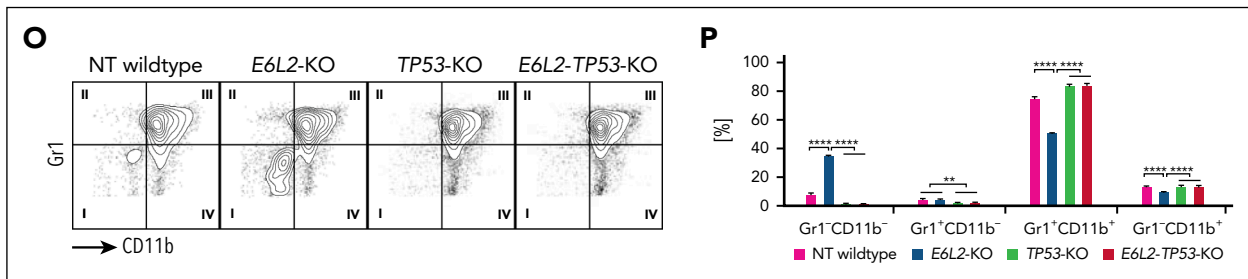 O
NT wildtype E6L2-KO TP53-KO E6L2-TP53-KO
II III II III II III II III
Gr1
I IV I IV I IV I IV
CD11b
P
100
80
60
40
20
0
[%]
**** ****
**
**** ****
**** ****
Gr1⁻CD11b⁻ Gr1⁺CD11b⁻ Gr1⁺CD11b⁺ Gr1⁻CD11b⁺
NT wildtype E6L2-KO TP53-KO E6L2-TP53-KO